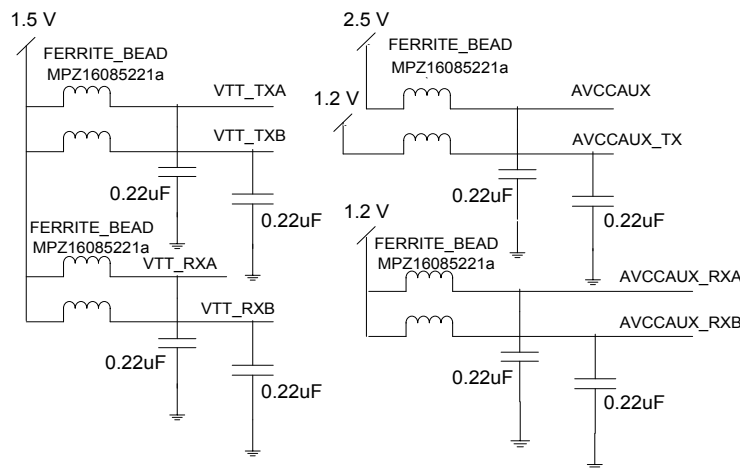 1.5 V
FERRITE_BEAD
MPZ16085221a
VTT_TXA
VTT_TXB
0.22uF
0.22uF
FERRITE_BEAD
MPZ16085221a
VTT_RXA
VTT_RXB
0.22uF
0.22uF
2.5 V
FERRITE_BEAD
MPZ16085221a
AVCCAUX
1.2 V
AVCCAUX_TX
0.22uF
0.22uF
1.2 V
FERRITE_BEAD
MPZ16085221a
AVCCAUX_RXA
AVCCAUX_RXB
0.22uF
0.22uF